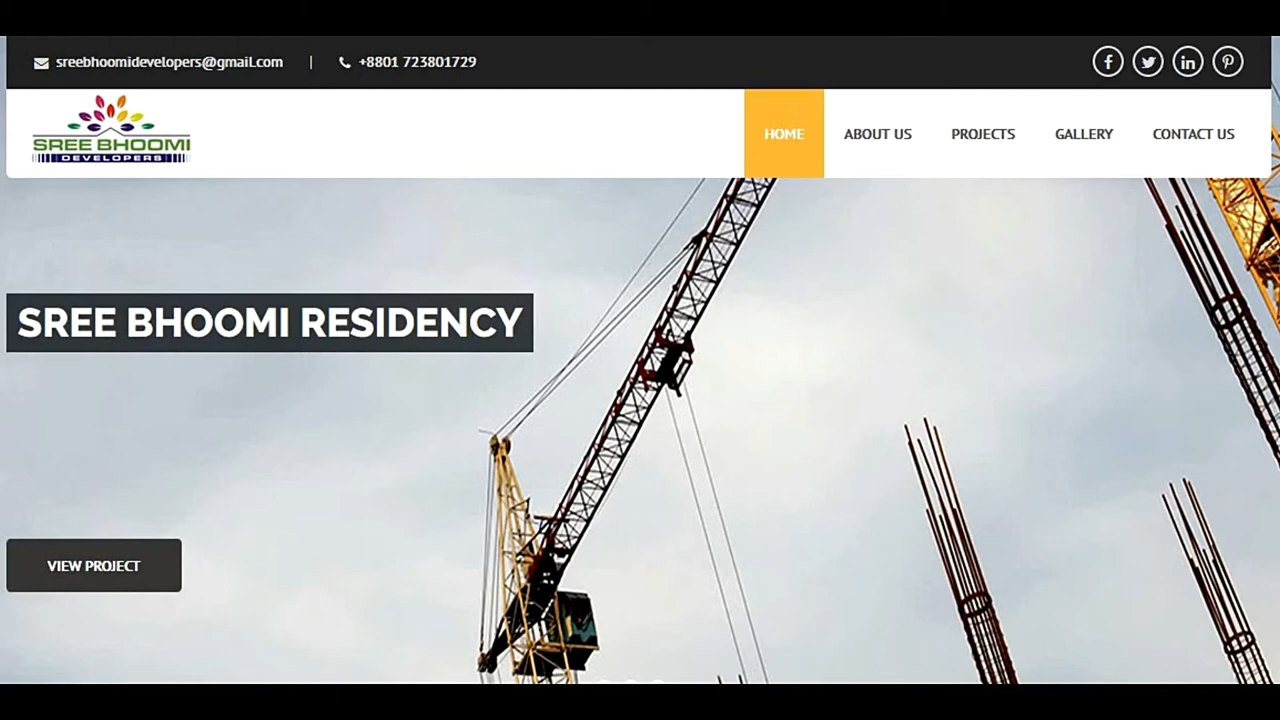 sreebhoomidevelopers@gmail.com | +8801 723801729
SREE BHOOMI
DEVELOPERS
HOME ABOUT US PROJECTS GALLERY CONTACT US
SREE BHOOMI RESIDENCY
VIEW PROJECT